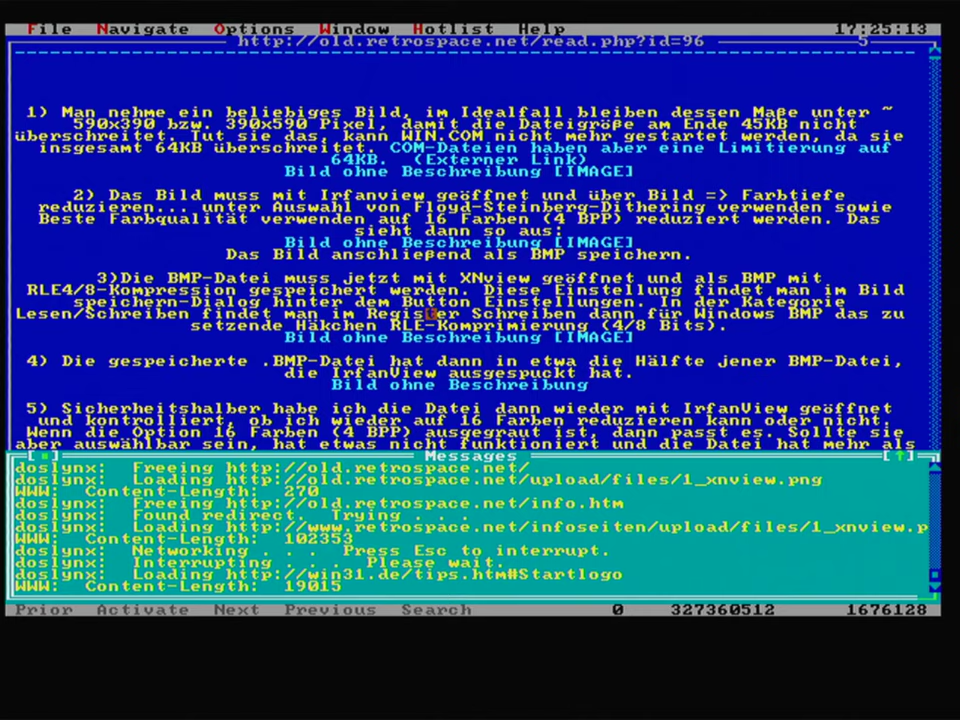 File Navigate Options Window Hotlist Help 17:25:13
http://old.retrospace.net/read.php?id=96 5
1) Man nehme ein beliebiges Bild, im Idealfall bleiben dessen Maße unter ~
590x390 bzw. 390x590 Pixel, damit die Dateigröße am Ende 45KB nicht
überschreitet. Tut sie das, kann WIN.COM nicht mehr gestartet werden, da sie
insgesamt 64KB überschreitet. COM-Dateien haben aber eine Limitierung auf
64KB. (Externer Link)
Bild ohne Beschreibung [IMAGE]
2) Das Bild muss mit Irfanview geöffnet und über Bild => Farbtiefe
reduzieren... unter Auswahl von Floyd-Steinberg-Dithering verwenden sowie
Beste Farbqualität verwenden auf 16 Farben (4 BPP) reduziert werden. Das
sieht dann so aus:
Bild ohne Beschreibung [IMAGE]
Das Bild anschließend als BMP speichern.
3)Die BMP-Datei muss jetzt mit XNview geöffnet und als BMP mit
RLE4/8-Kompression gespeichert werden. Diese Einstellung findet man im Bild
speichern-Dialog hinter dem Button Einstellungen. In der Kategorie
Lesen/Schreiben findet man im Register Schreiben dann für Windows BMP das zu
setzende Häkchen RLE-Komprimierung (4/8 Bits).
Bild ohne Beschreibung [IMAGE]
4) Die gespeicherte .BMP-Datei hat dann in etwa die Hälfte jener BMP-Datei,
die IrfanView ausgespuckt hat.
Bild ohne Beschreibung
5) Sicherheitshalber habe ich die Datei dann wieder mit IrfanView geöffnet
und kontrolliert, ob ich wieder auf 16 Farben reduzieren kann oder nicht.
Wenn die Option 16 Farben (4 BPP) ausgegraut ist, dann passt es. Sollte sie
aber auswählbar sein, hat etwas nicht funktioniert und die Datei hat mehr als
Messages
doslynx: Freeing http://old.retrospace.net/
doslynx: Loading http://old.retrospace.net/upload/files/1_xnview.png
WWW: Content-Length: 270
doslynx: Freeing http://old.retrospace.net/info.htm
doslynx: Found redirect. Trying . . .
doslynx: Loading http://www.retrospace.net/infoseiten/upload/files/1_xnview.p
WWW: Content-Length: 102353
doslynx: Networking . . . Press Esc to interrupt.
doslynx: Interrupting . . . Please wait.
doslynx: Loading http://win31.de/tips.htm#Startlogo
WWW: Content-Length: 19015
Prior Activate Next Previous Search 0 327360512 1676128